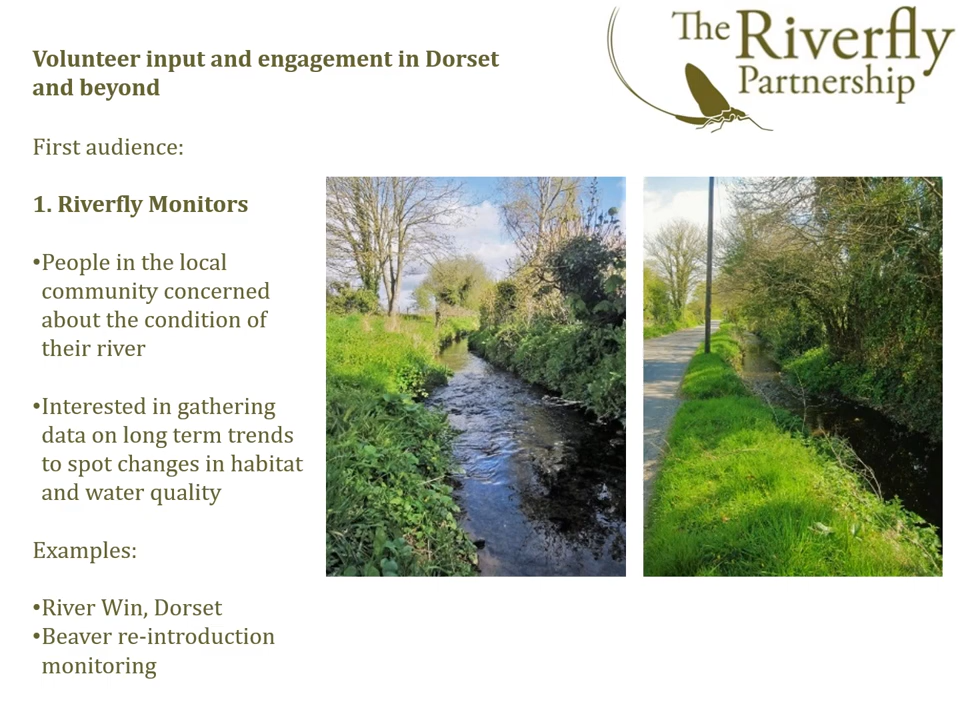 The Riverfly
Partnership
Volunteer input and engagement in Dorset
and beyond
First audience:
1. Riverfly Monitors
•People in the local
community concerned
about the condition of
their river
•Interested in gathering
data on long term trends
to spot changes in habitat
and water quality
Examples:
•River Win, Dorset
•Beaver re-introduction
monitoring